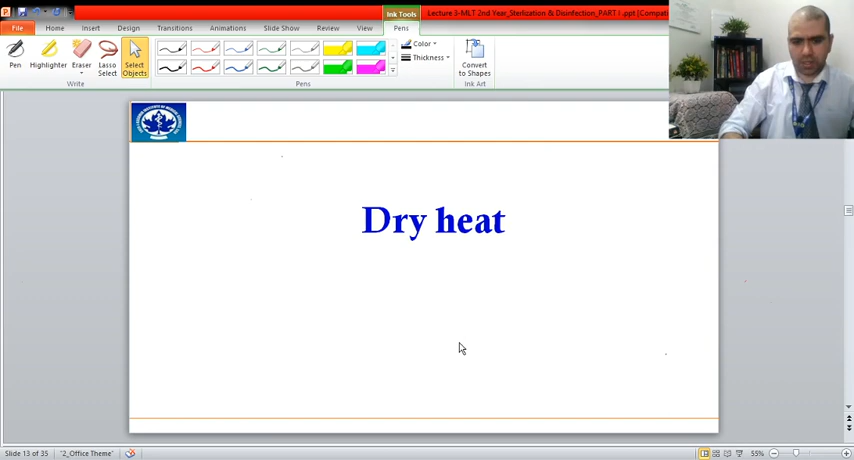 Ink Tools
Lecture 3-MLT 2nd Year_Sterlization & Disinfection_PART I .ppt [Compati
File
Home
Insert
Design
Transitions
Animations
Slide Show
Review
View
Pens
Pen
Highlighter
Eraser
Lasso
Select
Select
Objects
Color
Thickness
Convert
to Shapes
Write
Pens
Ink Art
Dry heat
Slide 13 of 35
"2_Office Theme"
55%